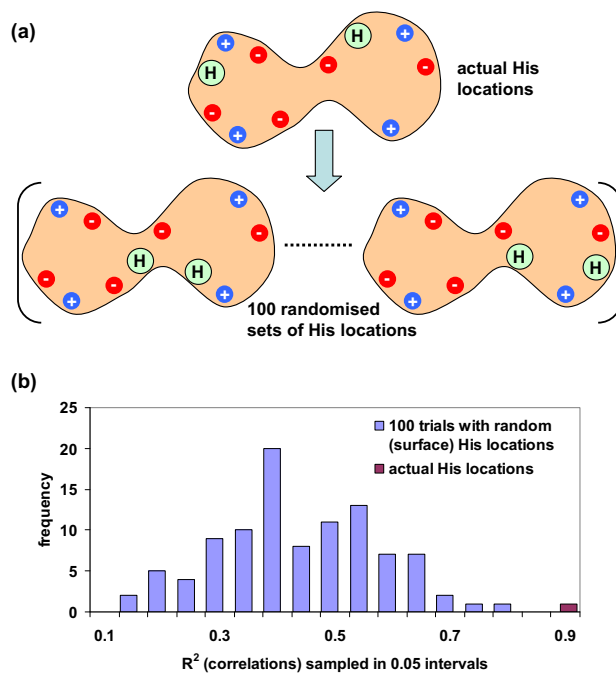 (a)
+
-
H
-
-
-
+
H
+
-
+
actual His
locations
+
-
-
-
+
H
H
+
-
+
+
-
-
-
+
H
+
-
H
+
100 randomised
sets of His locations
(b)
25
20
15
10
5
0
frequency
100 trials with random
(surface) His locations
actual His locations
0.1 0.3 0.5 0.7 0.9
R² (correlations) sampled in 0.05 intervals